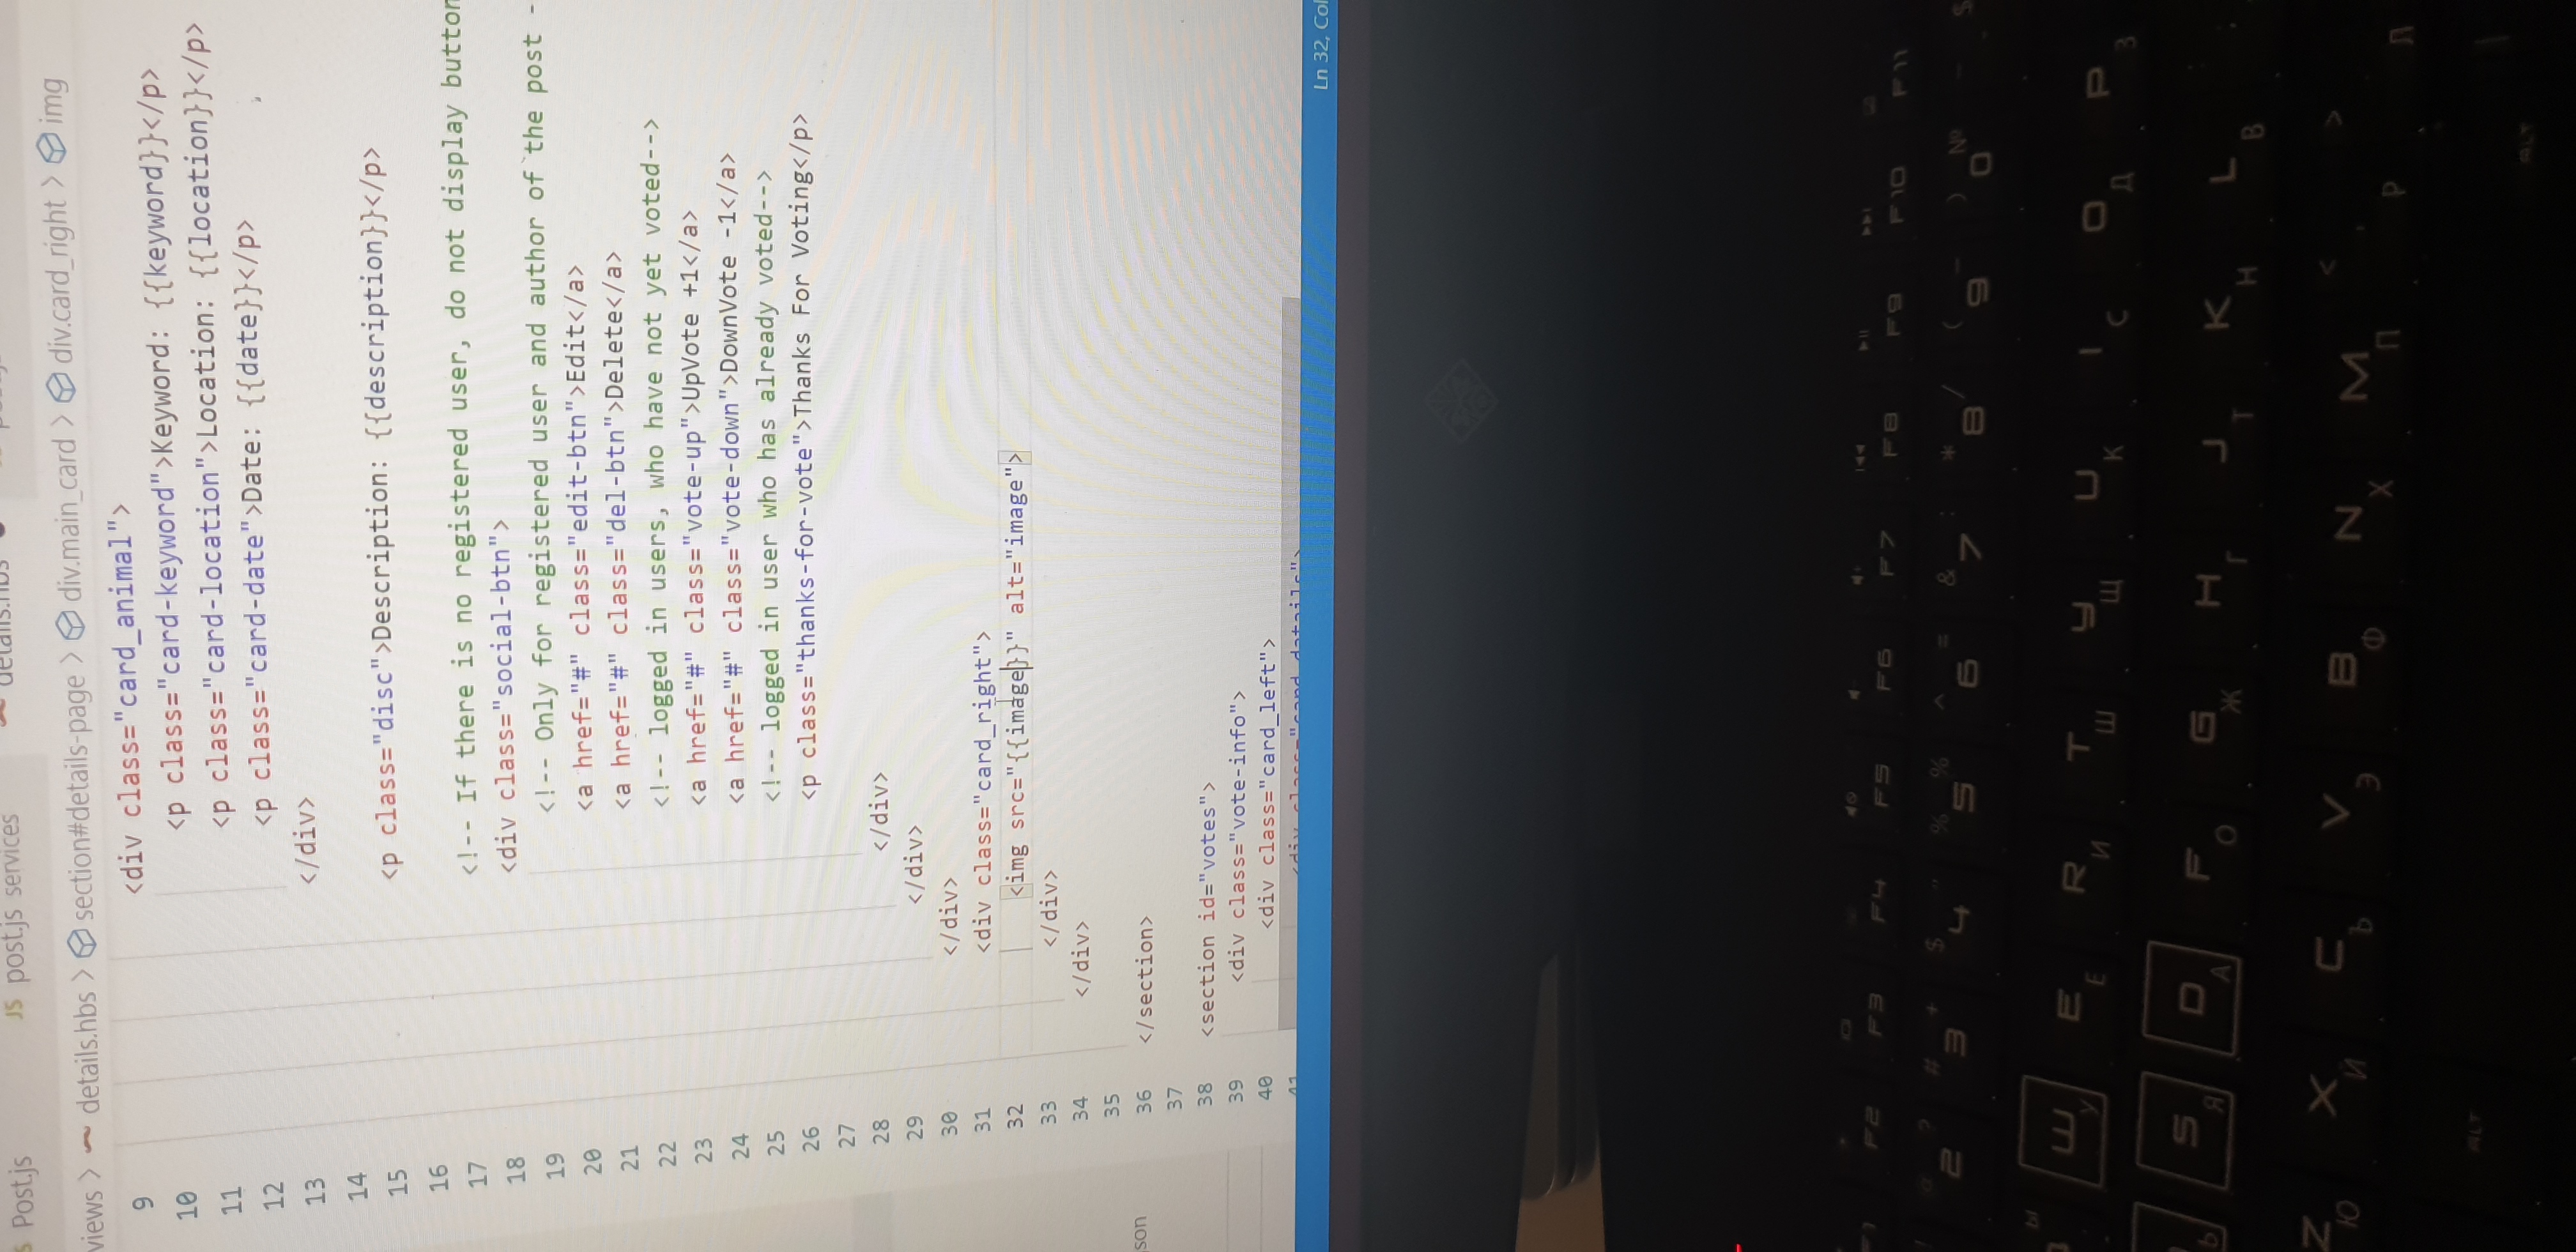 Post.js
JS post.js services
details.hbs
views > details.hbs > section#details-page > div.main_card > div.card_right > img
9 <div class="card_animal">
10 <p class="card-keyword">Keyword: {{keyword}}</p>
11 <p class="card-location">Location: {{location}}</p>
12 <p class="card-date">Date: {{date}}</p>
13 </div>
14
15 <p class="disc">Description: {{description}}</p>
16
17 <!-- If there is no registered user, do not display button
18 <div class="social-btn">
19 <!-- Only for registered user and author of the post -
20 <a href="#" class="edit-btn">Edit</a>
21 <a href="#" class="del-btn">Delete</a>
22 <!-- logged in users, who have not yet voted-->
23 <a href="#" class="vote-up">UpVote +1</a>
24 <a href="#" class="vote-down">DownVote -1</a>
25 <!-- logged in user who has already voted-->
26 <p class="thanks-for-vote">Thanks For Voting</p>
27
28 </div>
29 </div>
30 </div>
31 <div class="card_right">
32 <img src="{{image}}" alt="image">
33 </div>
34 </div>
35
36 </section>
37
38 <section id="votes">
39 <div class="vote-info">
40 <div class="card_left">
41 <div class="card_details">
son
Ln 32, Col
F2 F3 F4 F5 F6 F7 F8 F9 F10 F11
2 ? # 3 + $ 4 " % 5 % ^ 6 = & 7 : * 8 / ( 9 - ) 0 №
Ш У E Е R И T Ш У Щ U К I С O Д P З
Ь S Я D А F О G Ж H Г J Т K Н L В
Z Ю X Й C Ъ V Э B Ф N Х M П < Р > Л
ALT
ALT